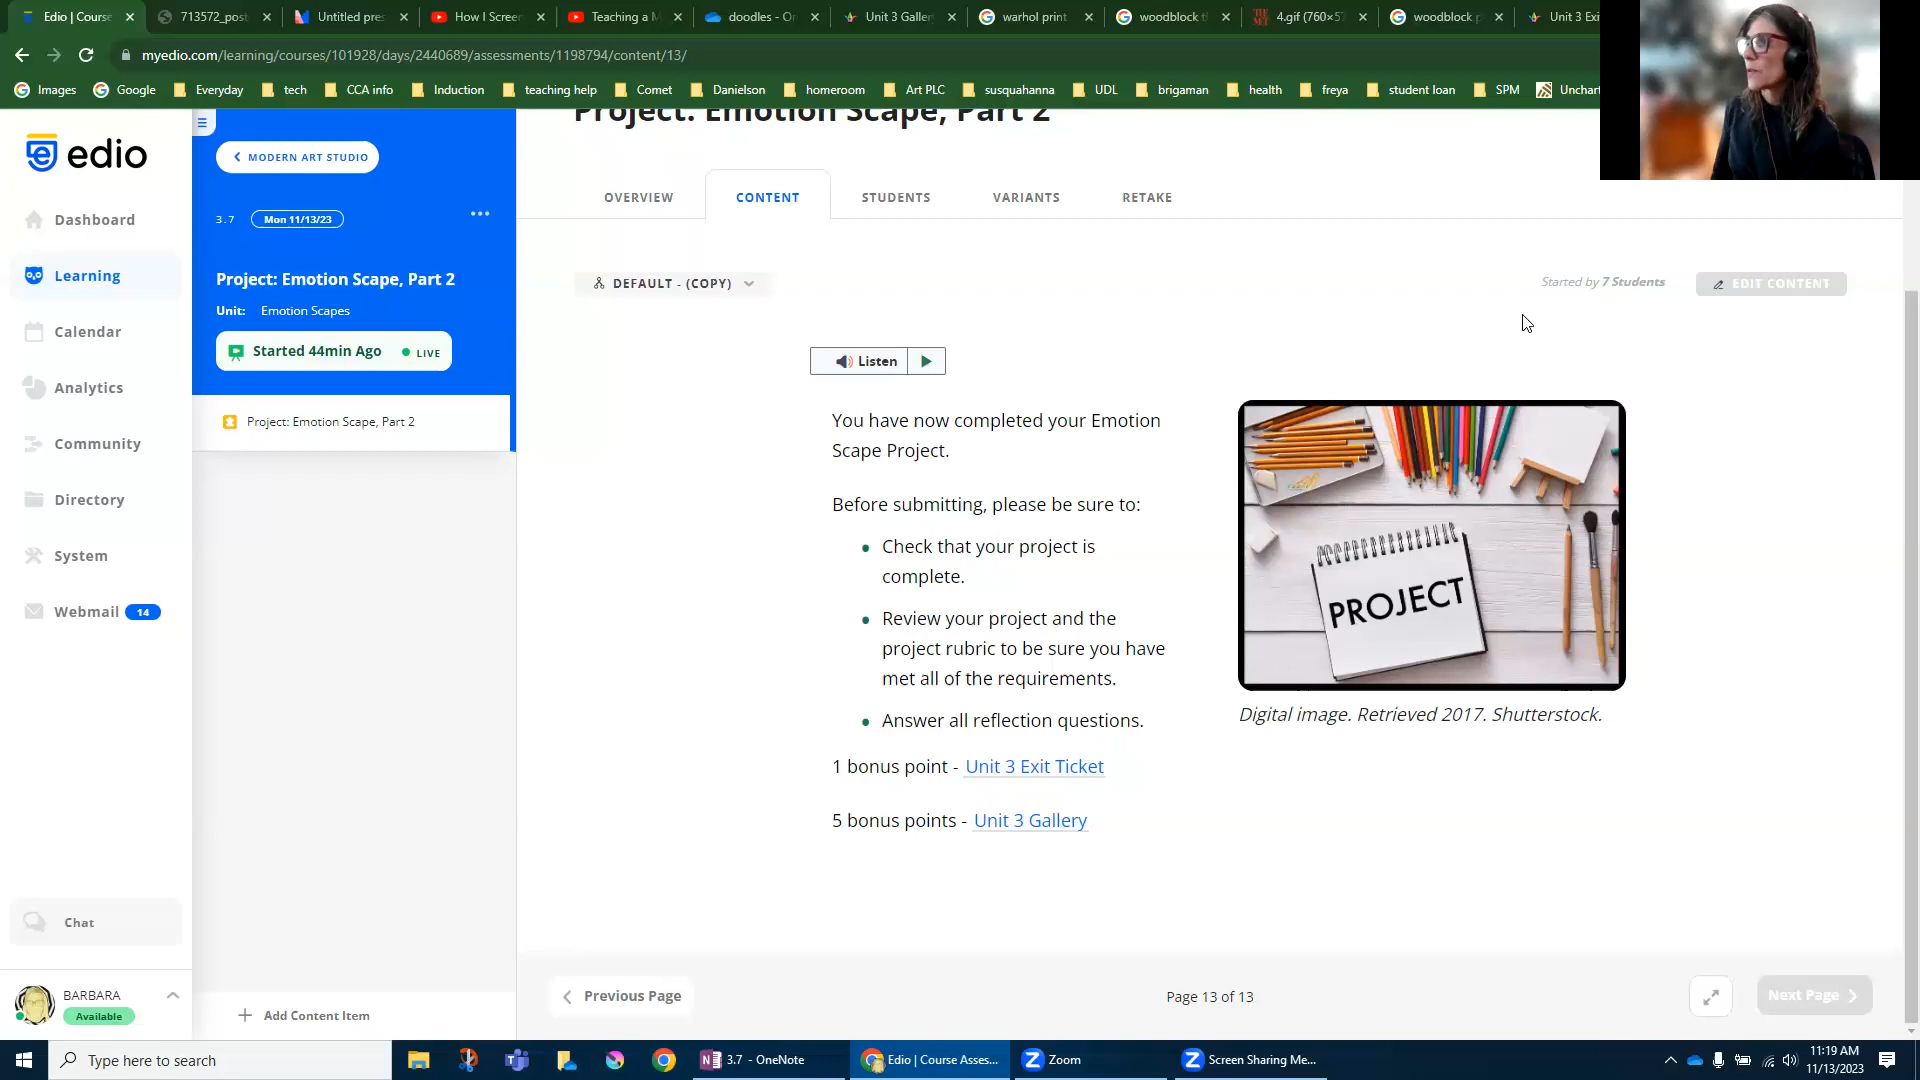 Edio | Course
713572_post
Untitled pres
How I Screen
Teaching a M
doodles - On
Unit 3 Gallery
warhol print
woodblock t
4.gif (760×57
woodblock p
Unit 3 Exi
myedio.com/learning/courses/101928/days/2440689/assessments/1198794/content/13/
Images
Google
Everyday
tech
CCA info
Induction
teaching help
Comet
Danielson
homeroom
Art PLC
susquahanna
UDL
brigaman
health
freya
student loan
SPM
Unchart
edio
Dashboard
Learning
Calendar
Analytics
Community
Directory
System
Webmail 14
Chat
BARBARA
Available
MODERN ART STUDIO
3.7 Mon 11/13/23
Project: Emotion Scape, Part 2
Unit: Emotion Scapes
Started 44min Ago LIVE
Project: Emotion Scape, Part 2
Add Content Item
Project: Emotion Scape, Part 2
OVERVIEW
CONTENT
STUDENTS
VARIANTS
RETAKE
DEFAULT - (COPY)
Started by 7 Students
EDIT CONTENT
Listen
You have now completed your Emotion
Scape Project.
Before submitting, please be sure to:
Check that your project is
complete.
Review your project and the
project rubric to be sure you have
met all of the requirements.
Answer all reflection questions.
1 bonus point - Unit 3 Exit Ticket
5 bonus points - Unit 3 Gallery
PROJECT
Digital image. Retrieved 2017. Shutterstock.
Previous Page
Page 13 of 13
Next Page
Type here to search
3.7 - OneNote
Edio | Course Asses...
Zoom
Screen Sharing Me...
11:19 AM
11/13/2023